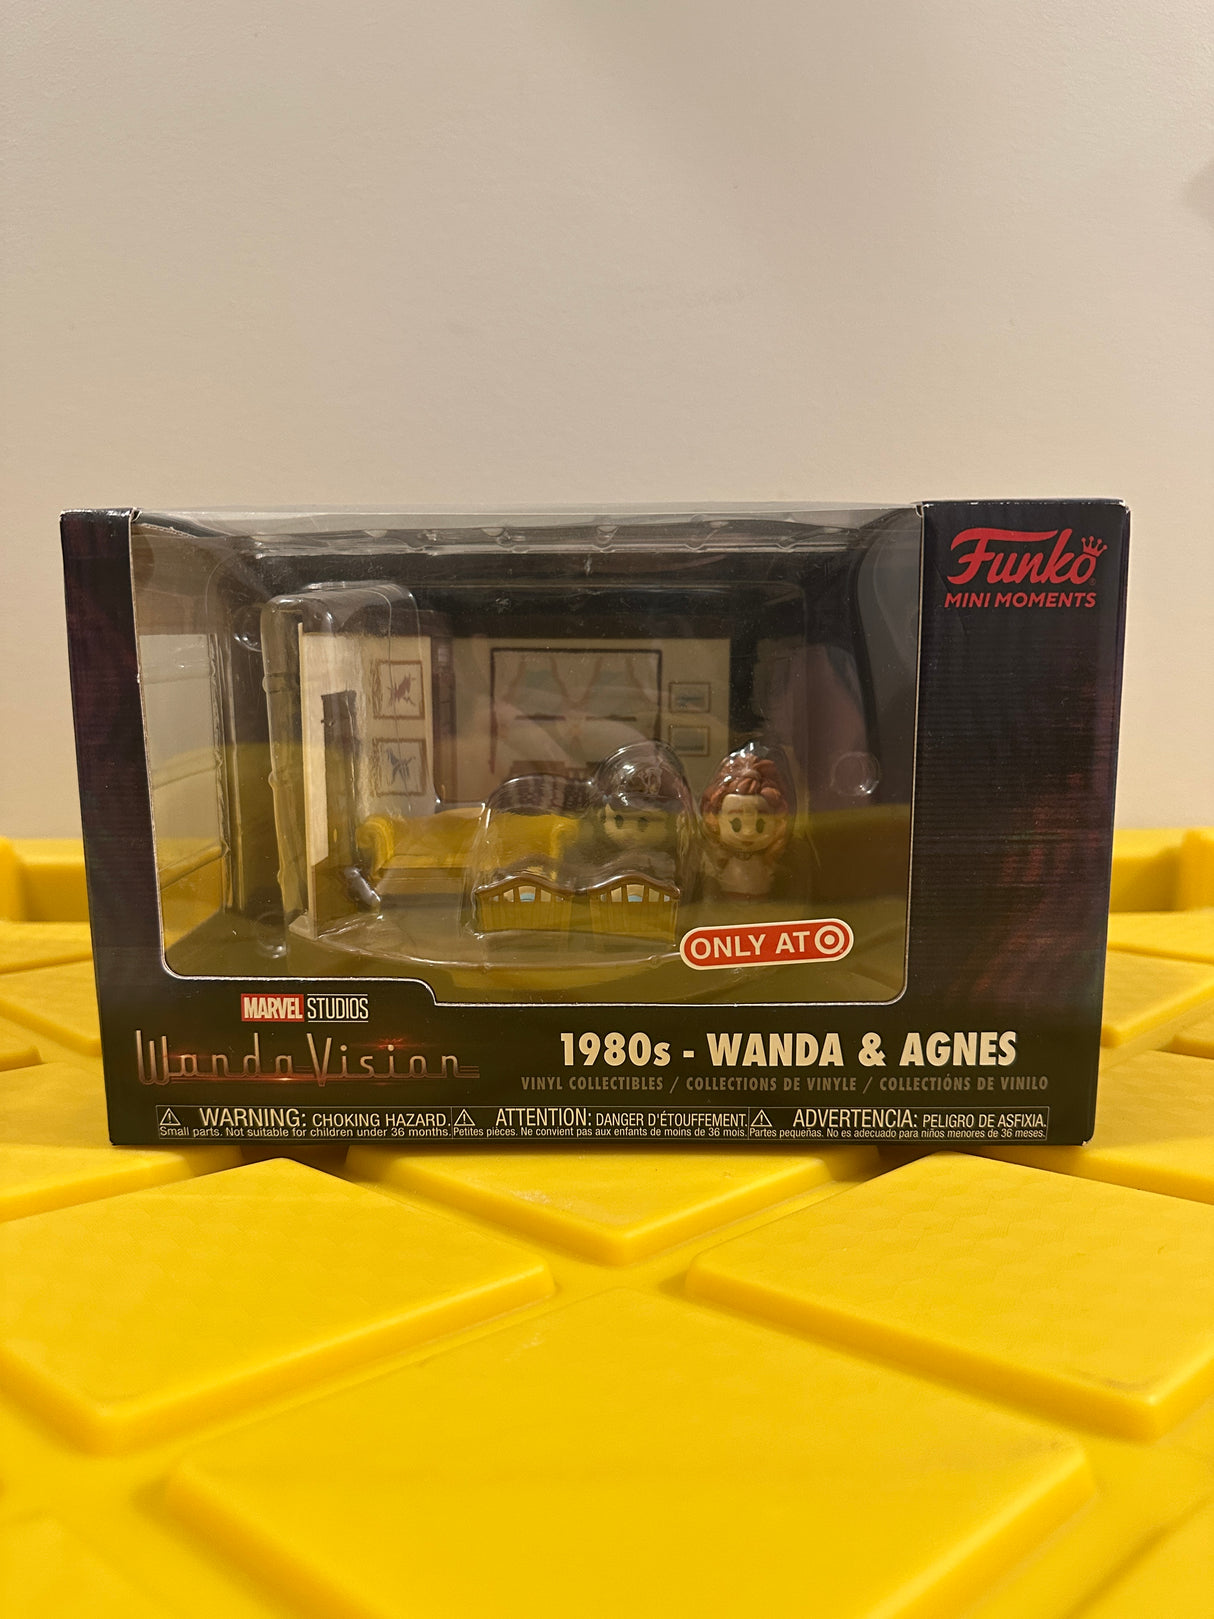 Funko
MINI MOMENTS
ONLY AT
MARVEL STUDIOS
WandaVision
1980s - WANDA & AGNES
VINYL COLLECTIBLES / COLLECTIONS DE VINYLE / COLLECTIÓNS DE VINILO
WARNING: CHOKING HAZARD.
Small parts. Not suitable for children under 36 months.
ATTENTION: DANGER D'ÉTOUFFEMENT.
Petites pièces. Ne convient pas aux enfants de moins de 36 mois.
ADVERTENCIA: PELIGRO DE ASFIXIA.
Partes pequeñas. No es adecuado para niños menores de 36 meses.